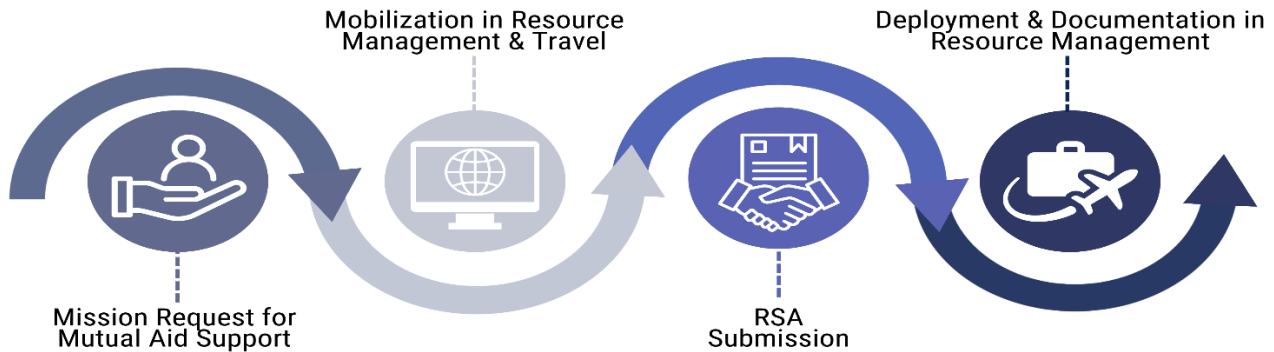 Mission Request for
Mutual Aid Support
Mobilization in Resource
Management & Travel
RSA
Submission
Deployment & Documentation in
Resource Management